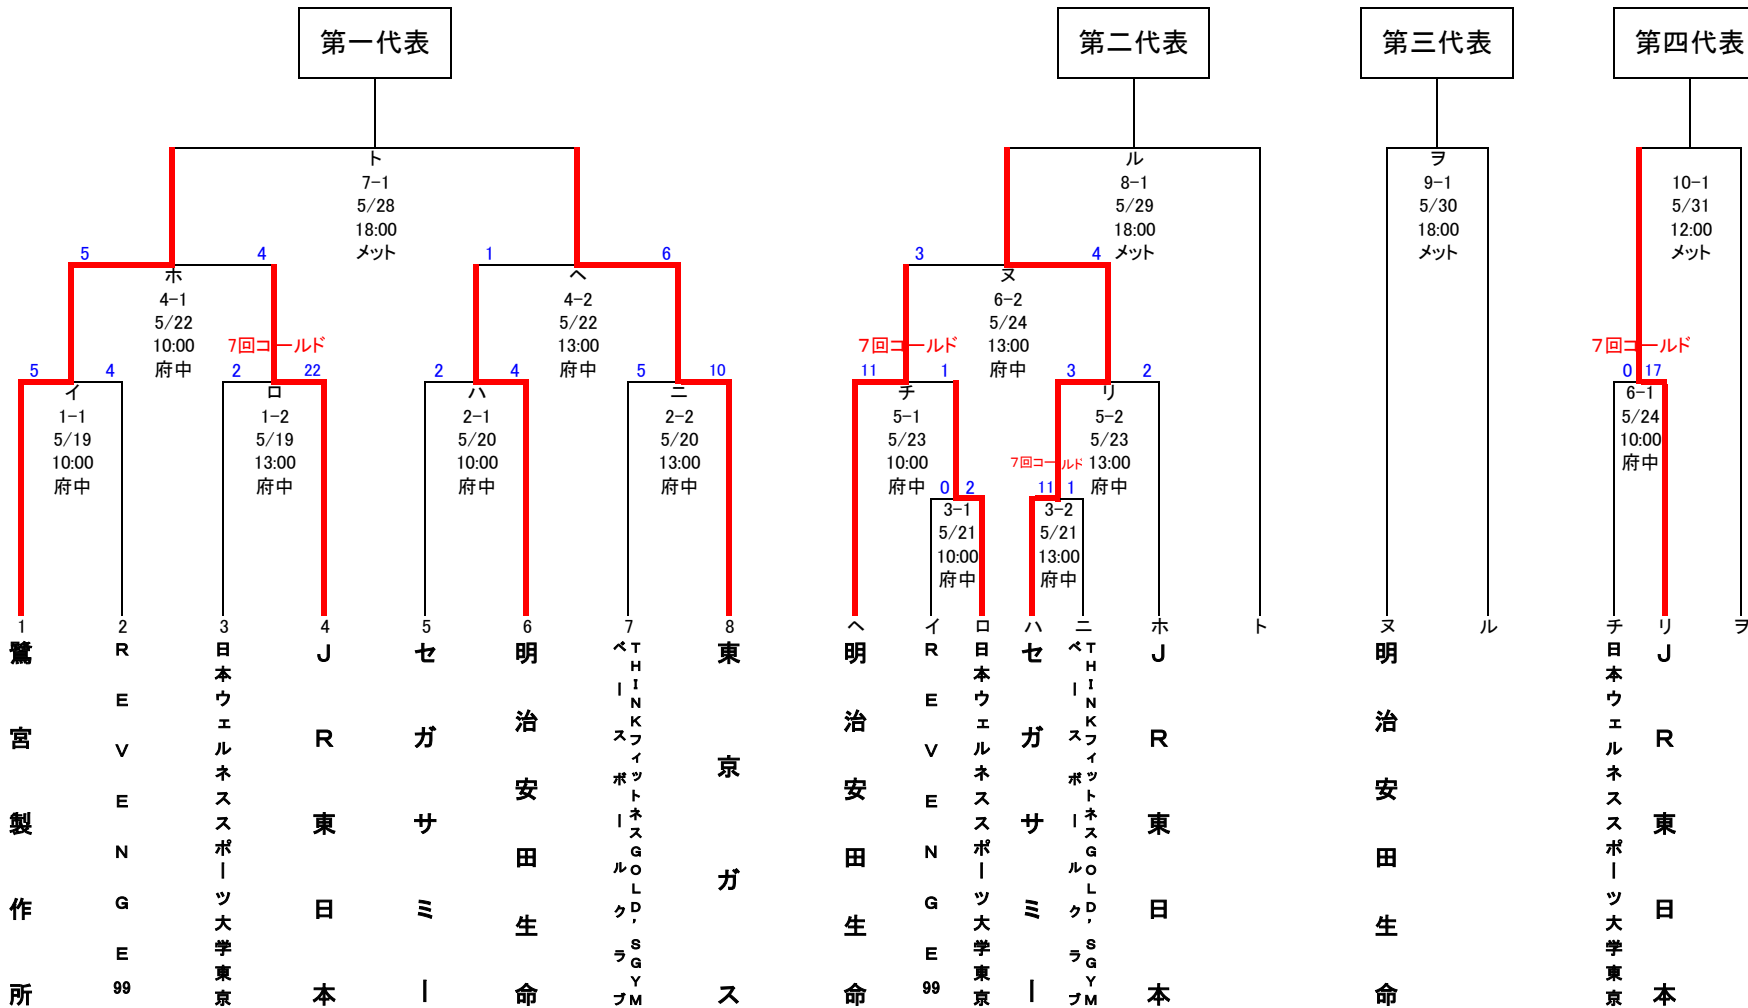 第一代表
第二代表
第三代表
第四代表
ト
7-1
5/28
18:00
メット
ル
8-1
5/29
18:00
メット
ヲ
9-1
5/30
18:00
メット
10-1
5/31
12:00
メット
5 4
ホ
4-1
5/22
10:00
府中
1 6
ヘ
4-2
5/22
13:00
府中
3 4
ヌ
6-2
5/24
13:00
府中
5 4
イ
1-1
5/19
10:00
府中
7回コールド
2 22
ロ
1-2
5/19
13:00
府中
2 4
ハ
2-1
5/20
10:00
府中
5 10
ニ
2-2
5/20
13:00
府中
7回コールド
11 1
チ
5-1
5/23
10:00
府中
3 2
リ
5-2
5/23
13:00
府中
7回コールド
0 17
6-1
5/24
10:00
府中
0 2
3-1
5/21
10:00
府中
7回コールド
11 1
3-2
5/21
13:00
府中
1
鷺宮製作所
2
REVENGE99
3
日本ウェルネススポーツ大学東京
4
JR東日本
5
セガサミー
6
明治安田生命
7
THINKフィットネスGOLD'SGYM
ベースボールクラブ
8
東京ガス
ヘ
明治安田生命
イ
REVENGE99
ロ
日本ウェルネススポーツ大学東京
ハ
セガサミー
ニ
THINKフィットネスGOLD'SGYM
ベースボールクラブ
ホ
JR東日本
ト
ヌ
明治安田生命
ル
チ
日本ウェルネススポーツ大学東京
リ
JR東日本
ヲ